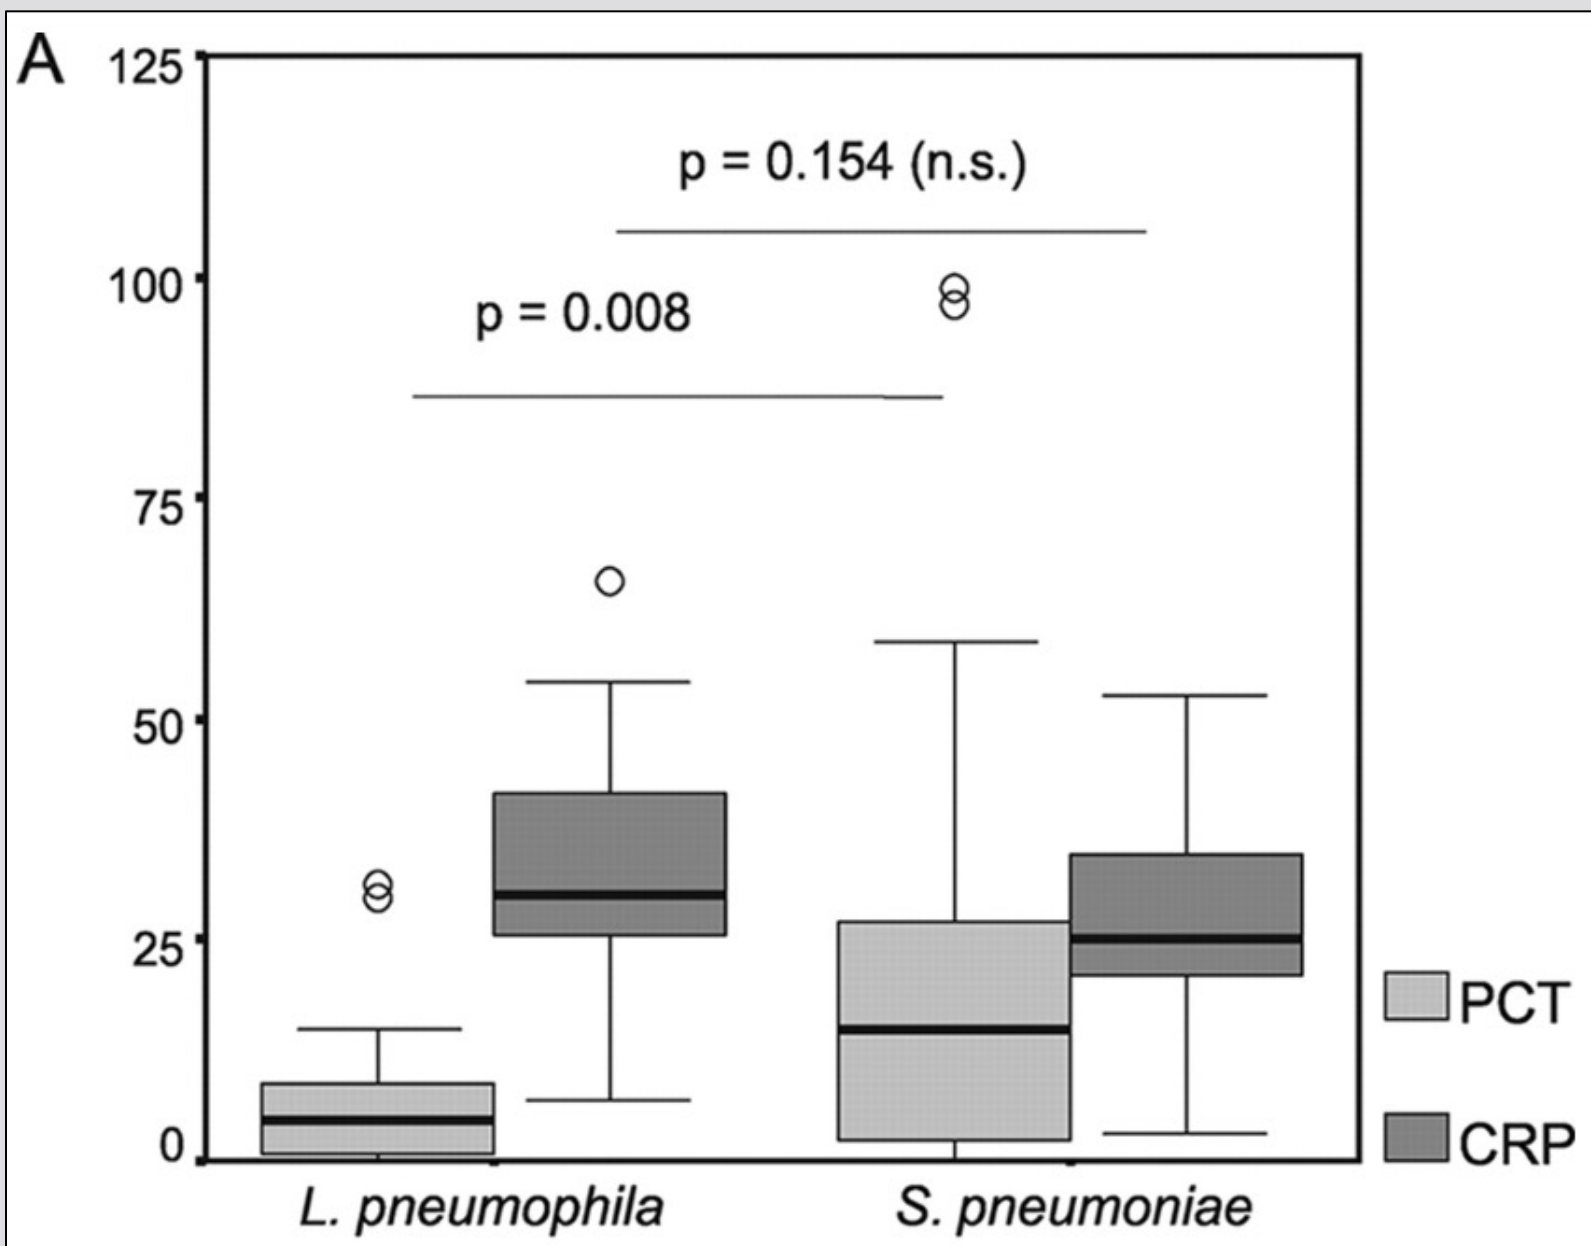 A
125
p = 0.154 (n.s.)
100
p = 0.008
75
50
25
0
PCT
CRP
L. pneumophila
S. pneumoniae